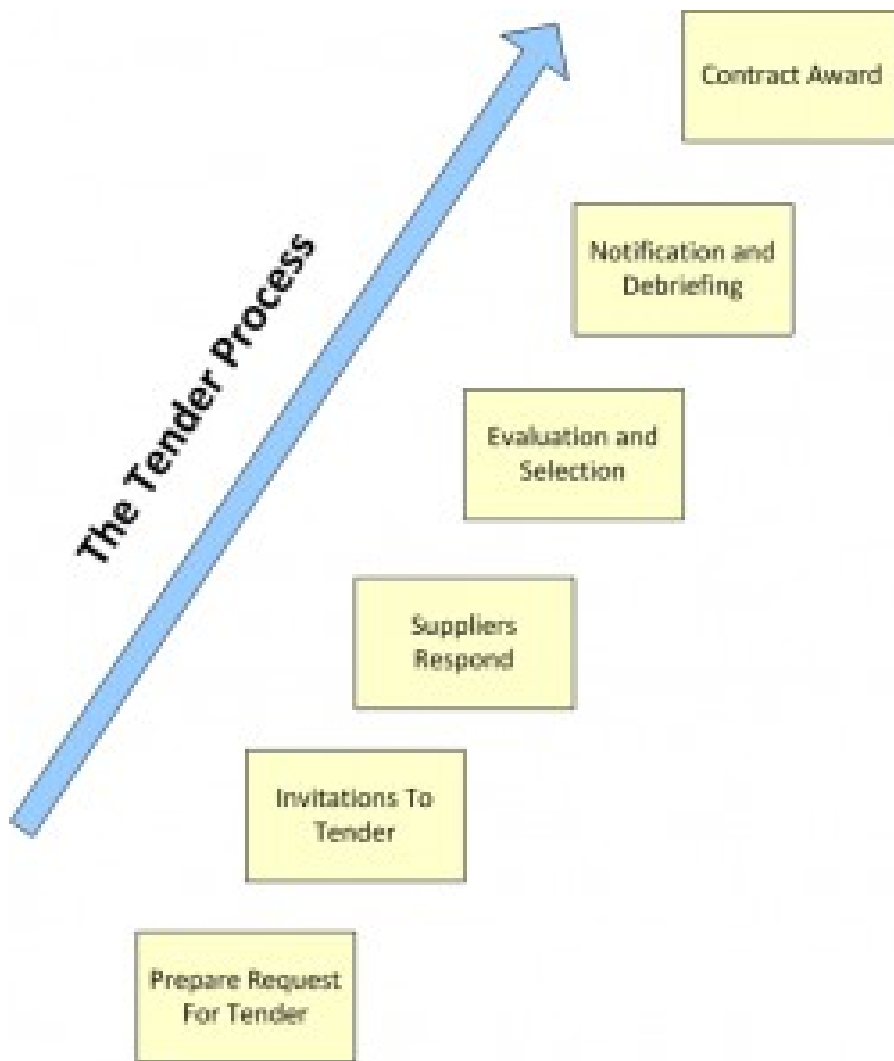 Contract Award
Notification and
Debriefing
The Tender Process
Evaluation and
Selection
Suppliers
Respond
Invitations To
Tender
Prepare Request
For Tender